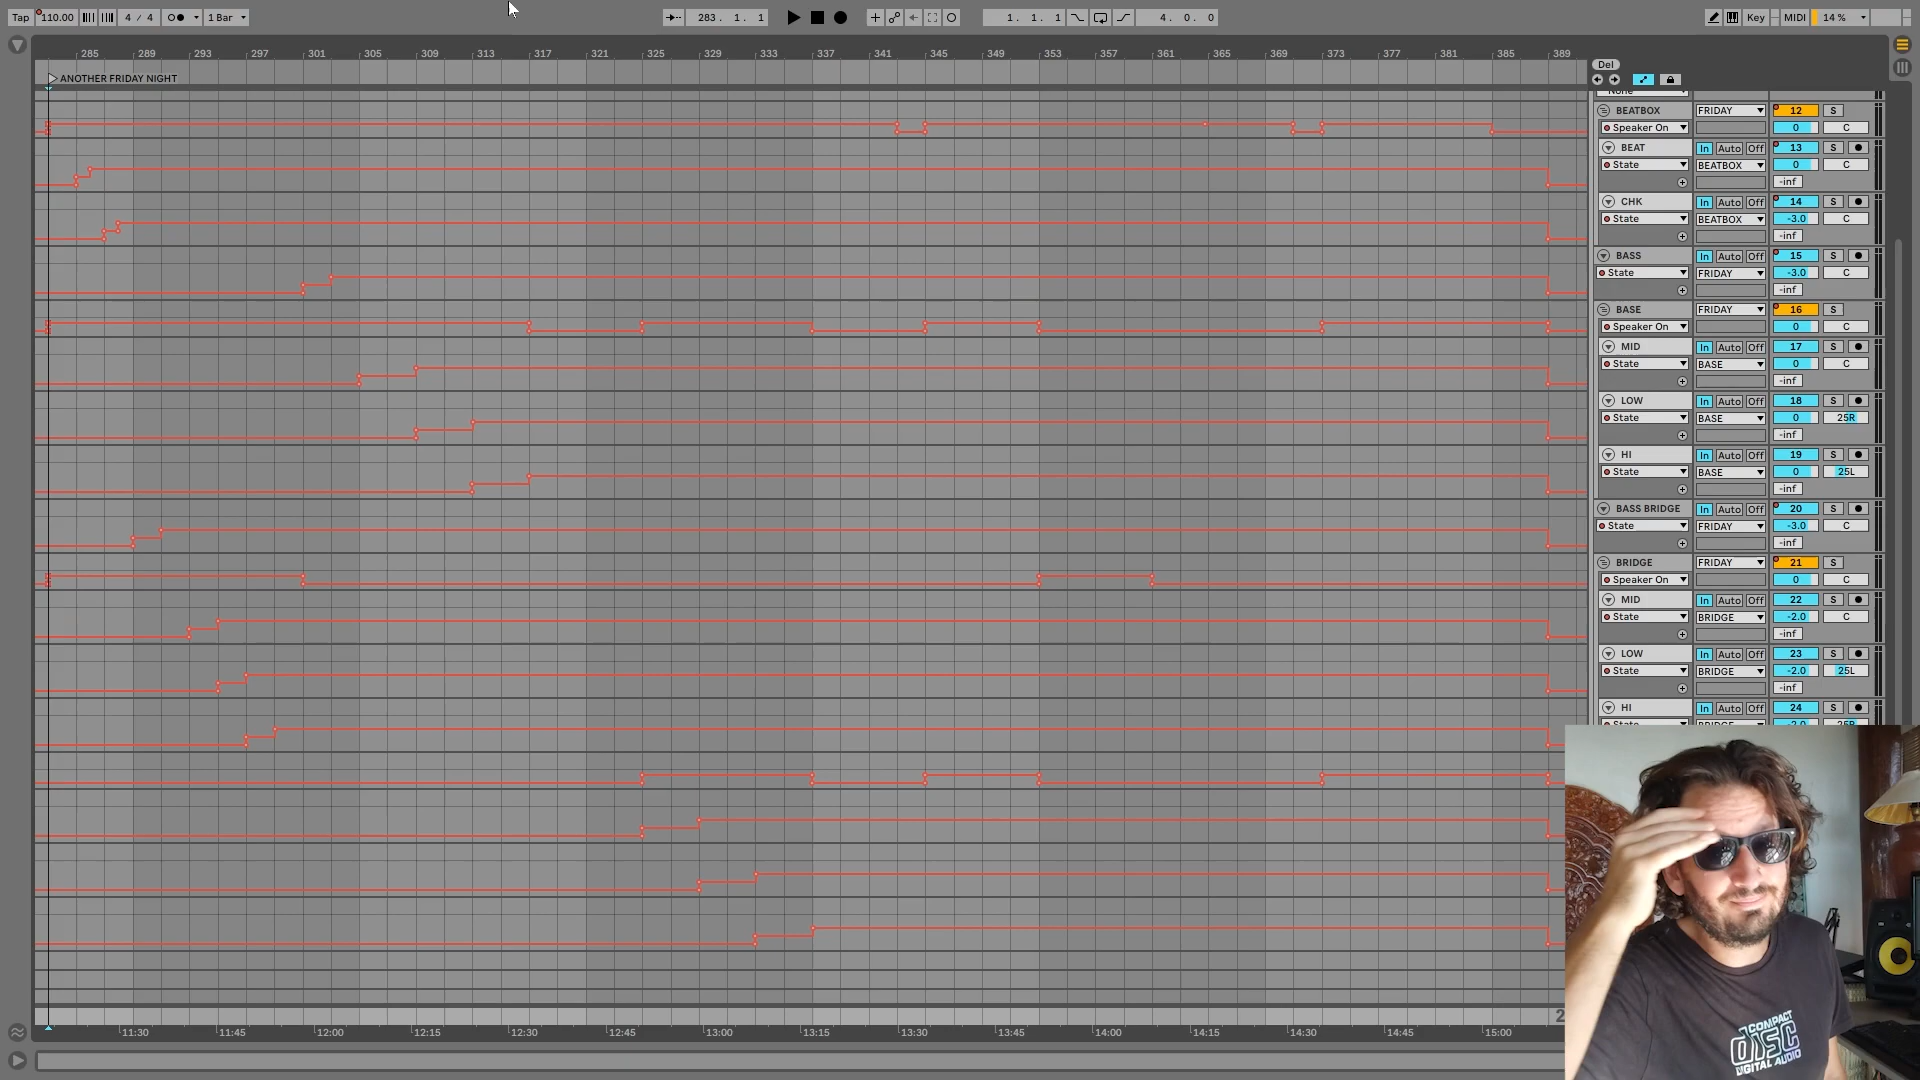 Tap 110.00 4 / 4 1 Bar 283. 1. 1 1. 1. 1 4. 0. 0 Key MIDI 14 %
285 289 293 297 301 305 309 313 317 321 325 329 333 337 341 345 349 353 357 361 365 369 373 377 381 385 389
Del
ANOTHER FRIDAY NIGHT
None
BEATBOX FRIDAY 12 S
Speaker On 0 C
BEAT In Auto Off 13 S
State BEATBOX 0 C
-inf
CHK In Auto Off 14 S
State BEATBOX -3.0 C
-inf
BASS In Auto Off 15 S
State FRIDAY -3.0 C
-inf
BASE FRIDAY 16 S
Speaker On 0 C
MID In Auto Off 17 S
State BASE 0 C
-inf
LOW In Auto Off 18 S
State BASE 0 25R
-inf
HI In Auto Off 19 S
State BASE 0 25L
-inf
BASS BRIDGE In Auto Off 20 S
State FRIDAY -3.0 C
-inf
BRIDGE FRIDAY 21 S
Speaker On 0 C
MID In Auto Off 22 S
State BRIDGE -2.0 C
-inf
LOW In Auto Off 23 S
State BRIDGE -2.0 25L
-inf
HI In Auto Off 24 S
State BRIDGE -2.0 25R
11:30 11:45 12:00 12:15 12:30 12:45 13:00 13:15 13:30 13:45 14:00 14:15 14:30 14:45 15:00
COMPACT
disc
DIGITAL AUDIO